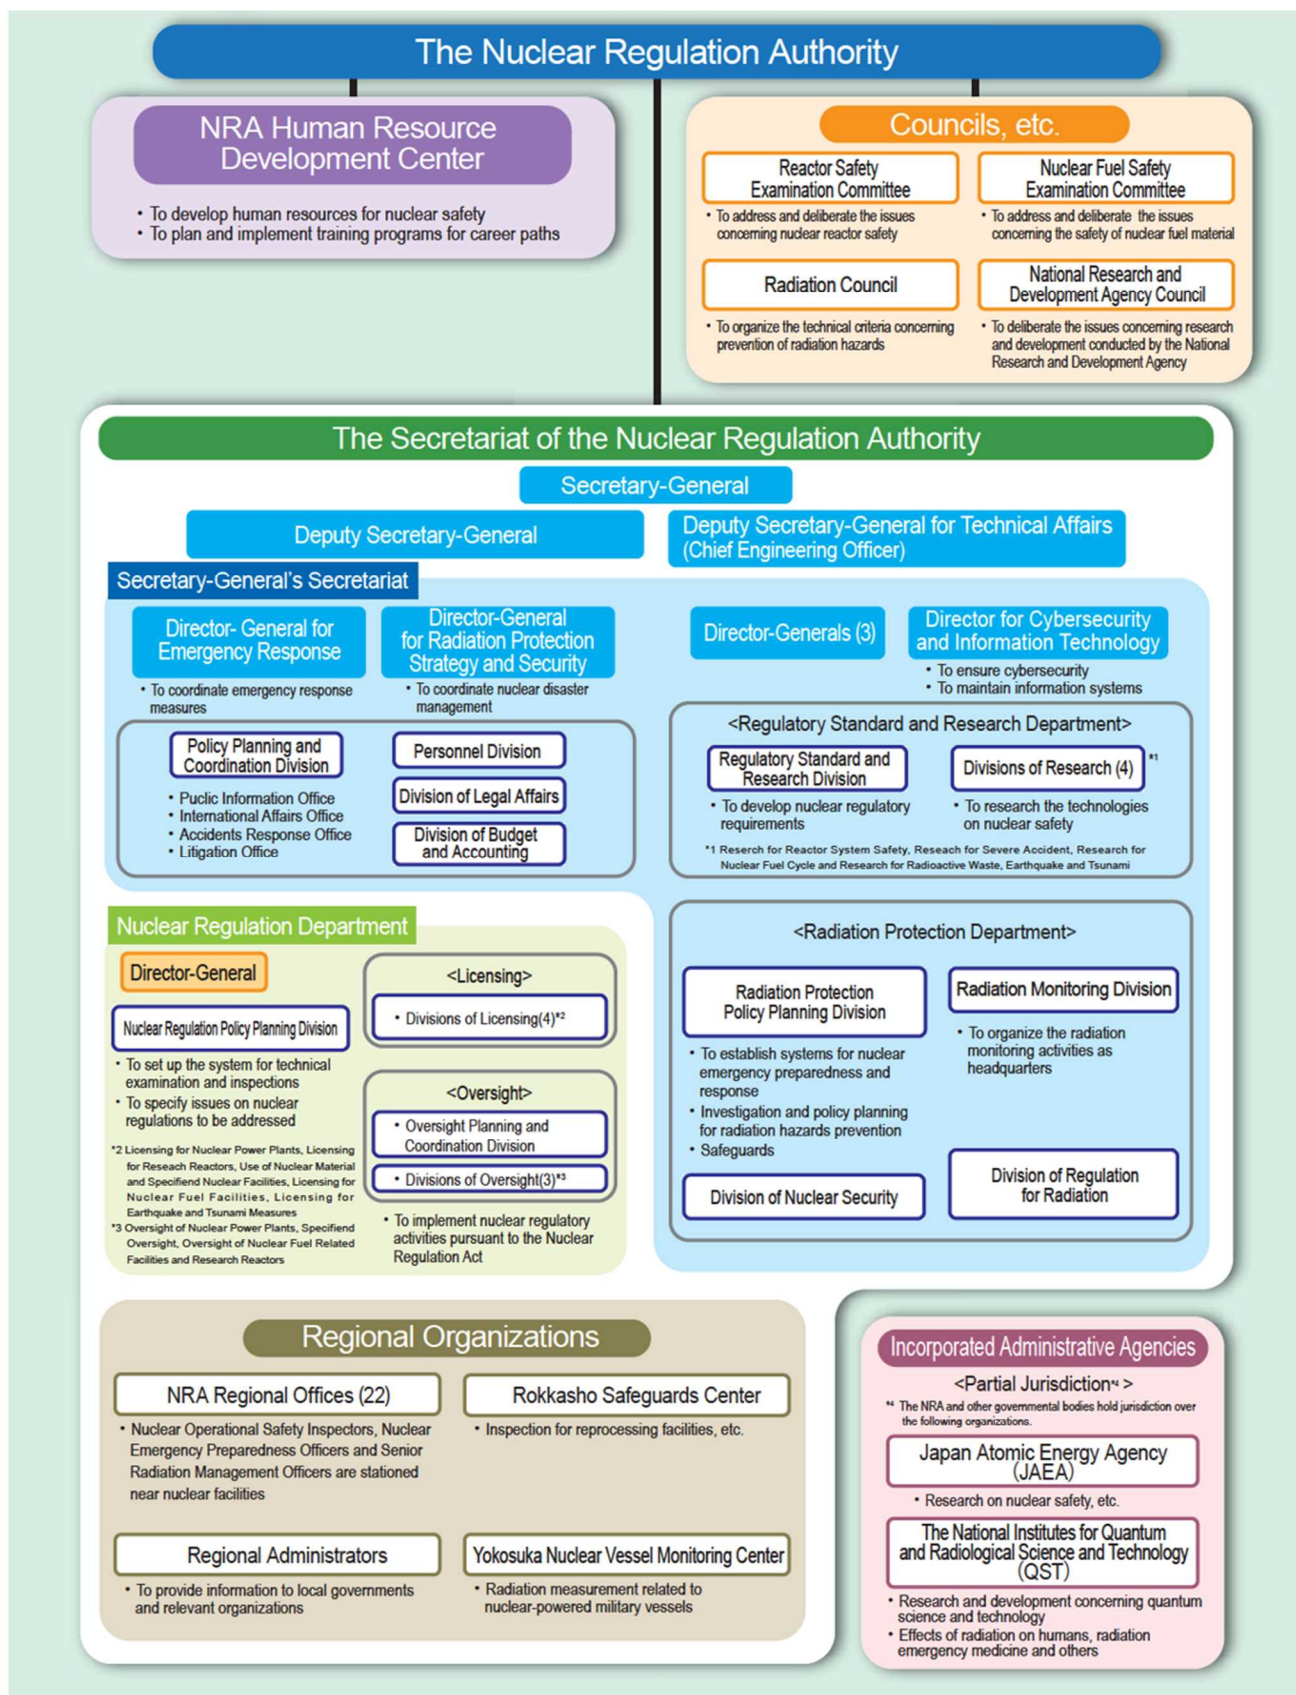 The Nuclear Regulation Authority
NRA Human Resource
Development Center
• To develop human resources for nuclear safety
• To plan and implement training programs for career paths
Councils, etc.
Reactor Safety
Examination Committee
• To address and deliberate the issues
concerning nuclear reactor safety
Nuclear Fuel Safety
Examination Committee
• To address and deliberate the issues
concerning the safety of nuclear fuel material
Radiation Council
• To organize the technical criteria concerning
prevention of radiation hazards
National Research and
Development Agency Council
• To deliberate the issues concerning research
and development conducted by the National
Research and Development Agency
The Secretariat of the Nuclear Regulation Authority
Secretary-General
Deputy Secretary-General
Deputy Secretary-General for Technical Affairs
(Chief Engineering Officer)
Secretary-General's Secretariat
Director- General for
Emergency Response
• To coordinate emergency response
measures
Director-General
for Radiation Protection
Strategy and Security
• To coordinate nuclear disaster
management
Director-Generals (3)
Director for Cybersecurity
and Information Technology
• To ensure cybersecurity
• To maintain information systems
Policy Planning and
Coordination Division
• Puclic Information Office
• International Affairs Office
• Accidents Response Office
• Litigation Office
Personnel Division
Division of Legal Affairs
Division of Budget
and Accounting
<Regulatory Standard and Research Department>
Regulatory Standard and
Research Division
• To develop nuclear regulatory
requirements
Divisions of Research (4) *1
• To research the technologies
on nuclear safety
*1 Reserch for Reactor System Safety, Reseach for Severe Accident, Research for
Nuclear Fuel Cycle and Research for Radioactive Waste, Earthquake and Tsunami
Nuclear Regulation Department
Director-General
Nuclear Regulation Policy Planning Division
• To set up the system for technical
examination and inspections
• To specify issues on nuclear
regulations to be addressed
*2 Licensing for Nuclear Power Plants, Licensing
for Reseach Reactors, Use of Nuclear Material
and Specifiend Nuclear Facilities, Licensing for
Nuclear Fuel Facilities, Licensing for
Earthquake and Tsunami Measures
*3 Oversight of Nuclear Power Plants, Specifiend
Oversight, Oversight of Nuclear Fuel Related
Facilities and Research Reactors
<Licensing>
• Divisions of Licensing(4)*2
<Oversight>
• Oversight Planning and
Coordination Division
• Divisions of Oversight(3)*3
• To implement nuclear regulatory
activities pursuant to the Nuclear
Regulation Act
<Radiation Protection Department>
Radiation Protection
Policy Planning Division
• To establish systems for nuclear
emergency preparedness and
response
• Investigation and policy planning
for radiation hazards prevention
• Safeguards
Division of Nuclear Security
Radiation Monitoring Division
• To organize the radiation
monitoring activities as
headquarters
Division of Regulation
for Radiation
Regional Organizations
NRA Regional Offices (22)
• Nuclear Operational Safety Inspectors, Nuclear
Emergency Preparedness Officers and Senior
Radiation Management Officers are stationed
near nuclear facilities
Rokkasho Safeguards Center
• Inspection for reprocessing facilities, etc.
Regional Administrators
• To provide information to local governments
and relevant organizations
Yokosuka Nuclear Vessel Monitoring Center
• Radiation measurement related to
nuclear-powered military vessels
Incorporated Administrative Agencies
<Partial Jurisdiction*4 >
*4 The NRA and other governmental bodies hold jurisdiction over
the following organizations.
Japan Atomic Energy Agency
(JAEA)
• Research on nuclear safety, etc.
The National Institutes for Quantum
and Radiological Science and Technology
(QST)
• Research and development concerning quantum
science and technology
• Effects of radiation on humans, radiation
emergency medicine and others